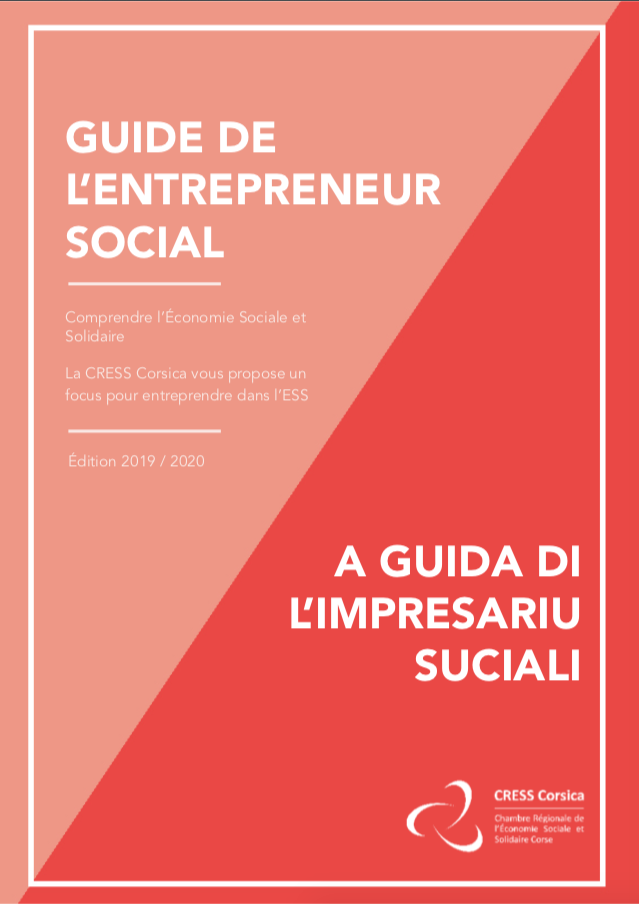 GUIDE DE
L'ENTREPRENEUR
SOCIAL
Comprendre l'Économie Sociale et
Solidaire
La CRESS Corsica vous propose un
focus pour entreprendre dans l'ESS
Édition 2019 / 2020
A GUIDA DI
L'IMPRESARIU
SUCIALI
CRESS Corsica
Chambre Régionale de
l'Économie Sociale et
Solidaire Corse